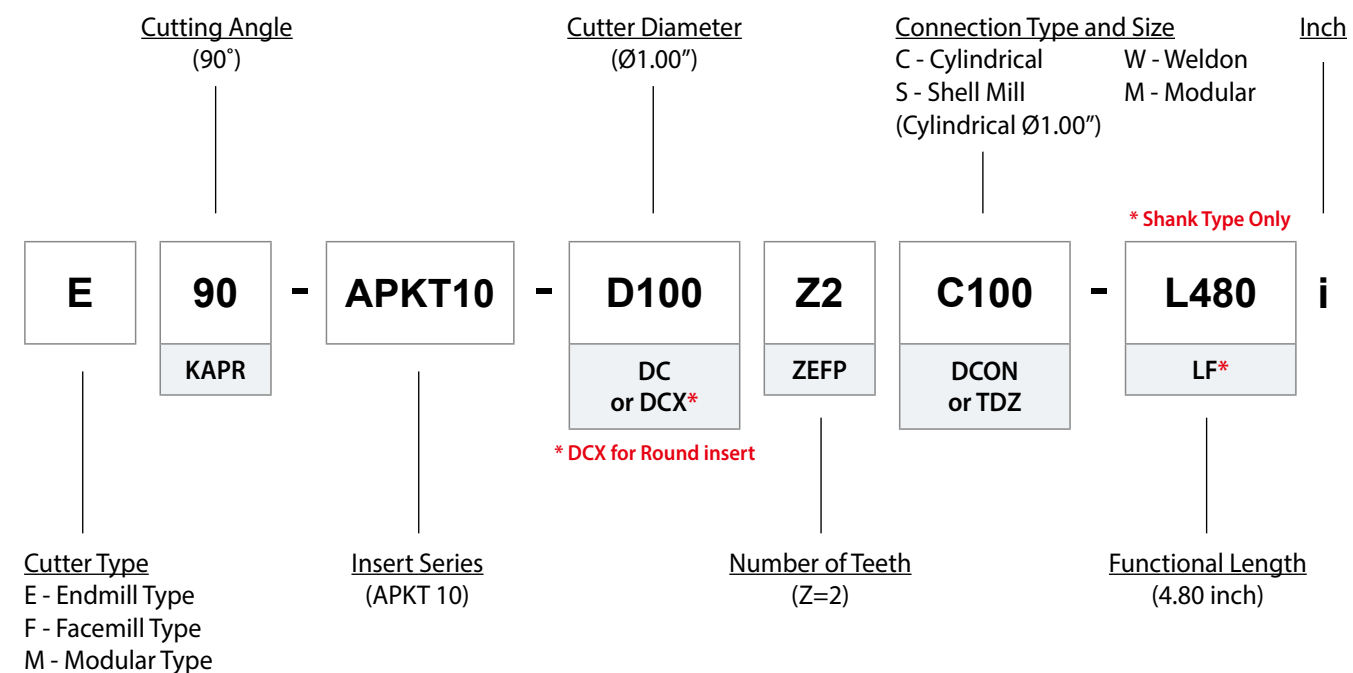 Cutting Angle
(90˚)
Cutter Diameter
(Ø1.00”)
Connection Type and Size
C - Cylindrical W - Weldon
S - Shell Mill M - Modular
(Cylindrical Ø1.00”)
Inch
* Shank Type Only
E 90 - APKT10 - D100 Z2 C100 - L480 i
KAPR
DC
or DCX*
ZEFP
DCON
or TDZ
LF*
* DCX for Round insert
Cutter Type
E - Endmill Type
F - Facemill Type
M - Modular Type
Insert Series
(APKT 10)
Number of Teeth
(Z=2)
Functional Length
(4.80 inch)